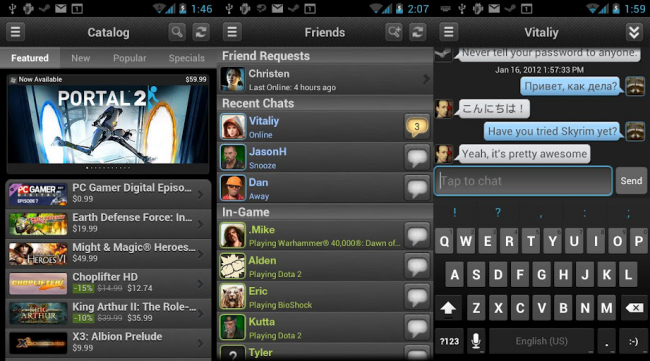 1:46
Catalog
Featured
New
Popular
Specials
Now Available
$59.99
PORTAL 2
PC Gamer Digital Episo...
$0.99
Earth Defense Force: In...
$19.99
Might & Magic® Heroes...
$49.99
Choplifter HD
-15% $14.99 $12.74
King Arthur II: The Role-...
-10% $39.99 $35.99
X3: Albion Prelude
$9.99
2:07
Friends
Friend Requests
Christen
Last Online: 4 hours ago
Recent Chats
Vitaliy
Online
3
JasonH
Snooze
Dan
Away
In-Game
.Mike
Playing Warhammer® 40,000®: Dawn of...
Alden
Playing Dota 2
Eric
Playing BioShock
Kutta
Playing Dota 2
?
Tyler
1:59
Vitaliy
Never tell your password to anyone.
Jan 16, 2012 1:57:33 PM
Привет, как дела?
こんにちは！
Have you tried Skyrim yet?
Yeah, it's pretty awesome
Tap to chat
Send
! ? , : ;
Q W E R T Y U I O P
A S D F G H J K L
Z X C V B N M
?123
English (US)
.
:-)